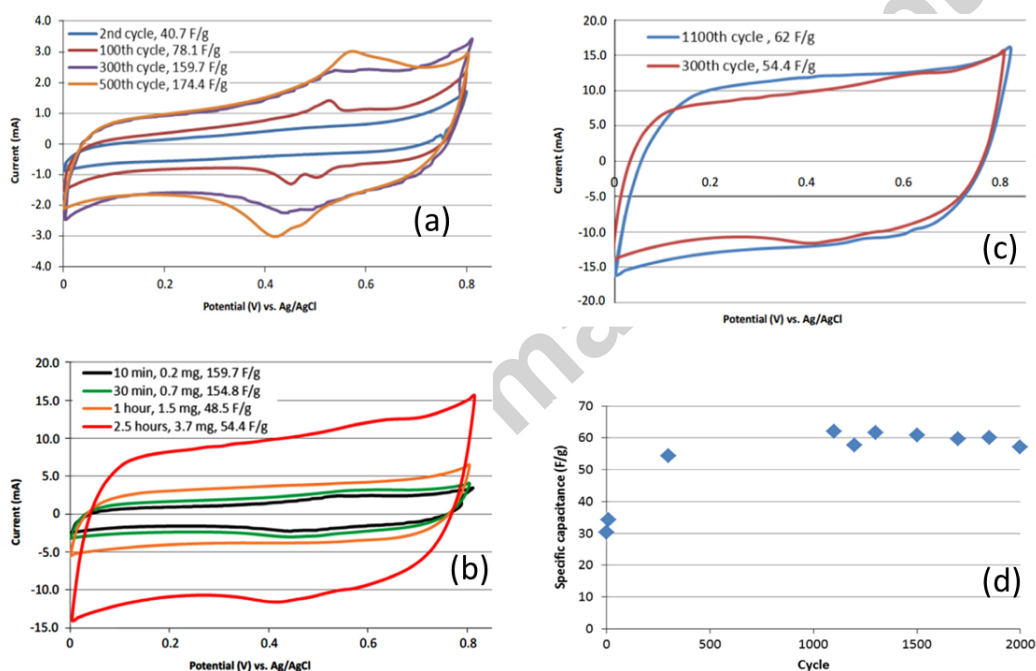 4.0
3.0
2.0
1.0
0
-1.0
-2.0
-3.0
-4.0
Current (mA)
2nd cycle, 40.7 F/g
100th cycle, 78.1 F/g
300th cycle, 159.7 F/g
500th cycle, 174.4 F/g
(a)
0 0.2 0.4 0.6 0.8
Potential (V) vs. Ag/AgCl
20.0
15.0
10.0
5.0
0
-5.0
-10.0
-15.0
-20.0
Current (mA)
1100th cycle , 62 F/g
300th cycle, 54.4 F/g
0 0.2 0.4 0.6 0.8
(c)
Potential (V) vs. Ag/AgCl
20.0
15.0
10.0
5.0
0
-5.0
-10.0
-15.0
Current (mA)
10 min, 0.2 mg, 159.7 F/g
30 min, 0.7 mg, 154.8 F/g
1 hour, 1.5 mg, 48.5 F/g
2.5 hours, 3.7 mg, 54.4 F/g
(b)
0 0.2 0.4 0.6 0.8
Potential (V) vs. Ag/AgCl
70
60
50
40
30
20
10
0
Specific capacitance (F/g)
(d)
0 500 1000 1500 2000
Cycle